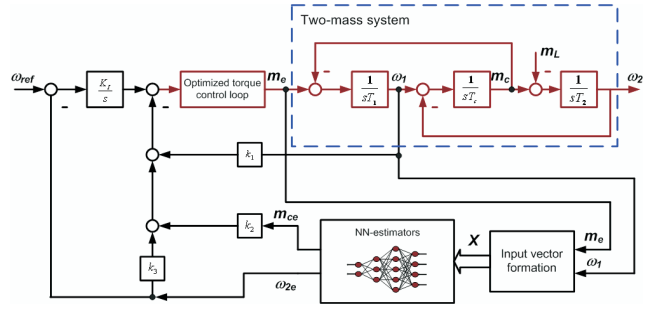 Two-mass system
ω_ref
-
K_I
s
-
Optimized torque
control loop
m_e
-
1
sT_1
ω_1
-
1
sT_c
m_c
m_L
-
1
sT_2
ω_2
k_1
k_2
m_ce
k_3
ω_2e
NN-estimators
X
Input vector
formation
m_e
ω_1